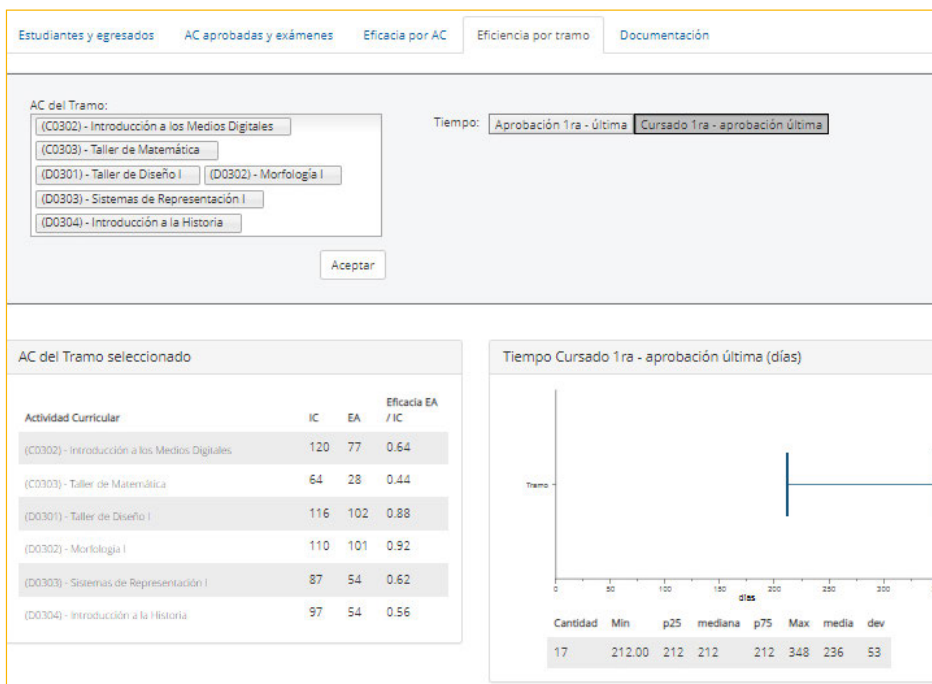 Estudiantes y egresados AC aprobadas y exámenes Eficacia por AC Eficiencia por tramo Documentación
AC del Tramo:
(C0302) - Introducción a los Medios Digitales
(C0303) - Taller de Matemática
(D0301) - Taller de Diseño I (D0302) - Morfología I
(D0303) - Sistemas de Representación I
(D0304) - Introducción a la Historia
Tiempo: Aprobación 1ra - última Cursado 1ra - aprobación última
Aceptar
AC del Tramo seleccionado
Actividad Curricular IC EA Eficacia EA
/ IC
(C0302) - Introducción a los Medios Digitales 120 77 0.64
(C0303) - Taller de Matemática 64 28 0.44
(D0301) - Taller de Diseño I 116 102 0.88
(D0302) - Morfología I 110 101 0.92
(D0303) - Sistemas de Representación I 87 54 0.62
(D0304) - Introducción a la Historia 97 54 0.56
Tiempo Cursado 1ra - aprobación última (días)
Tramo
0 50 100 150 200 250 300
días
Cantidad Min p25 mediana p75 Max media dev
17 212.00 212 212 212 348 236 53